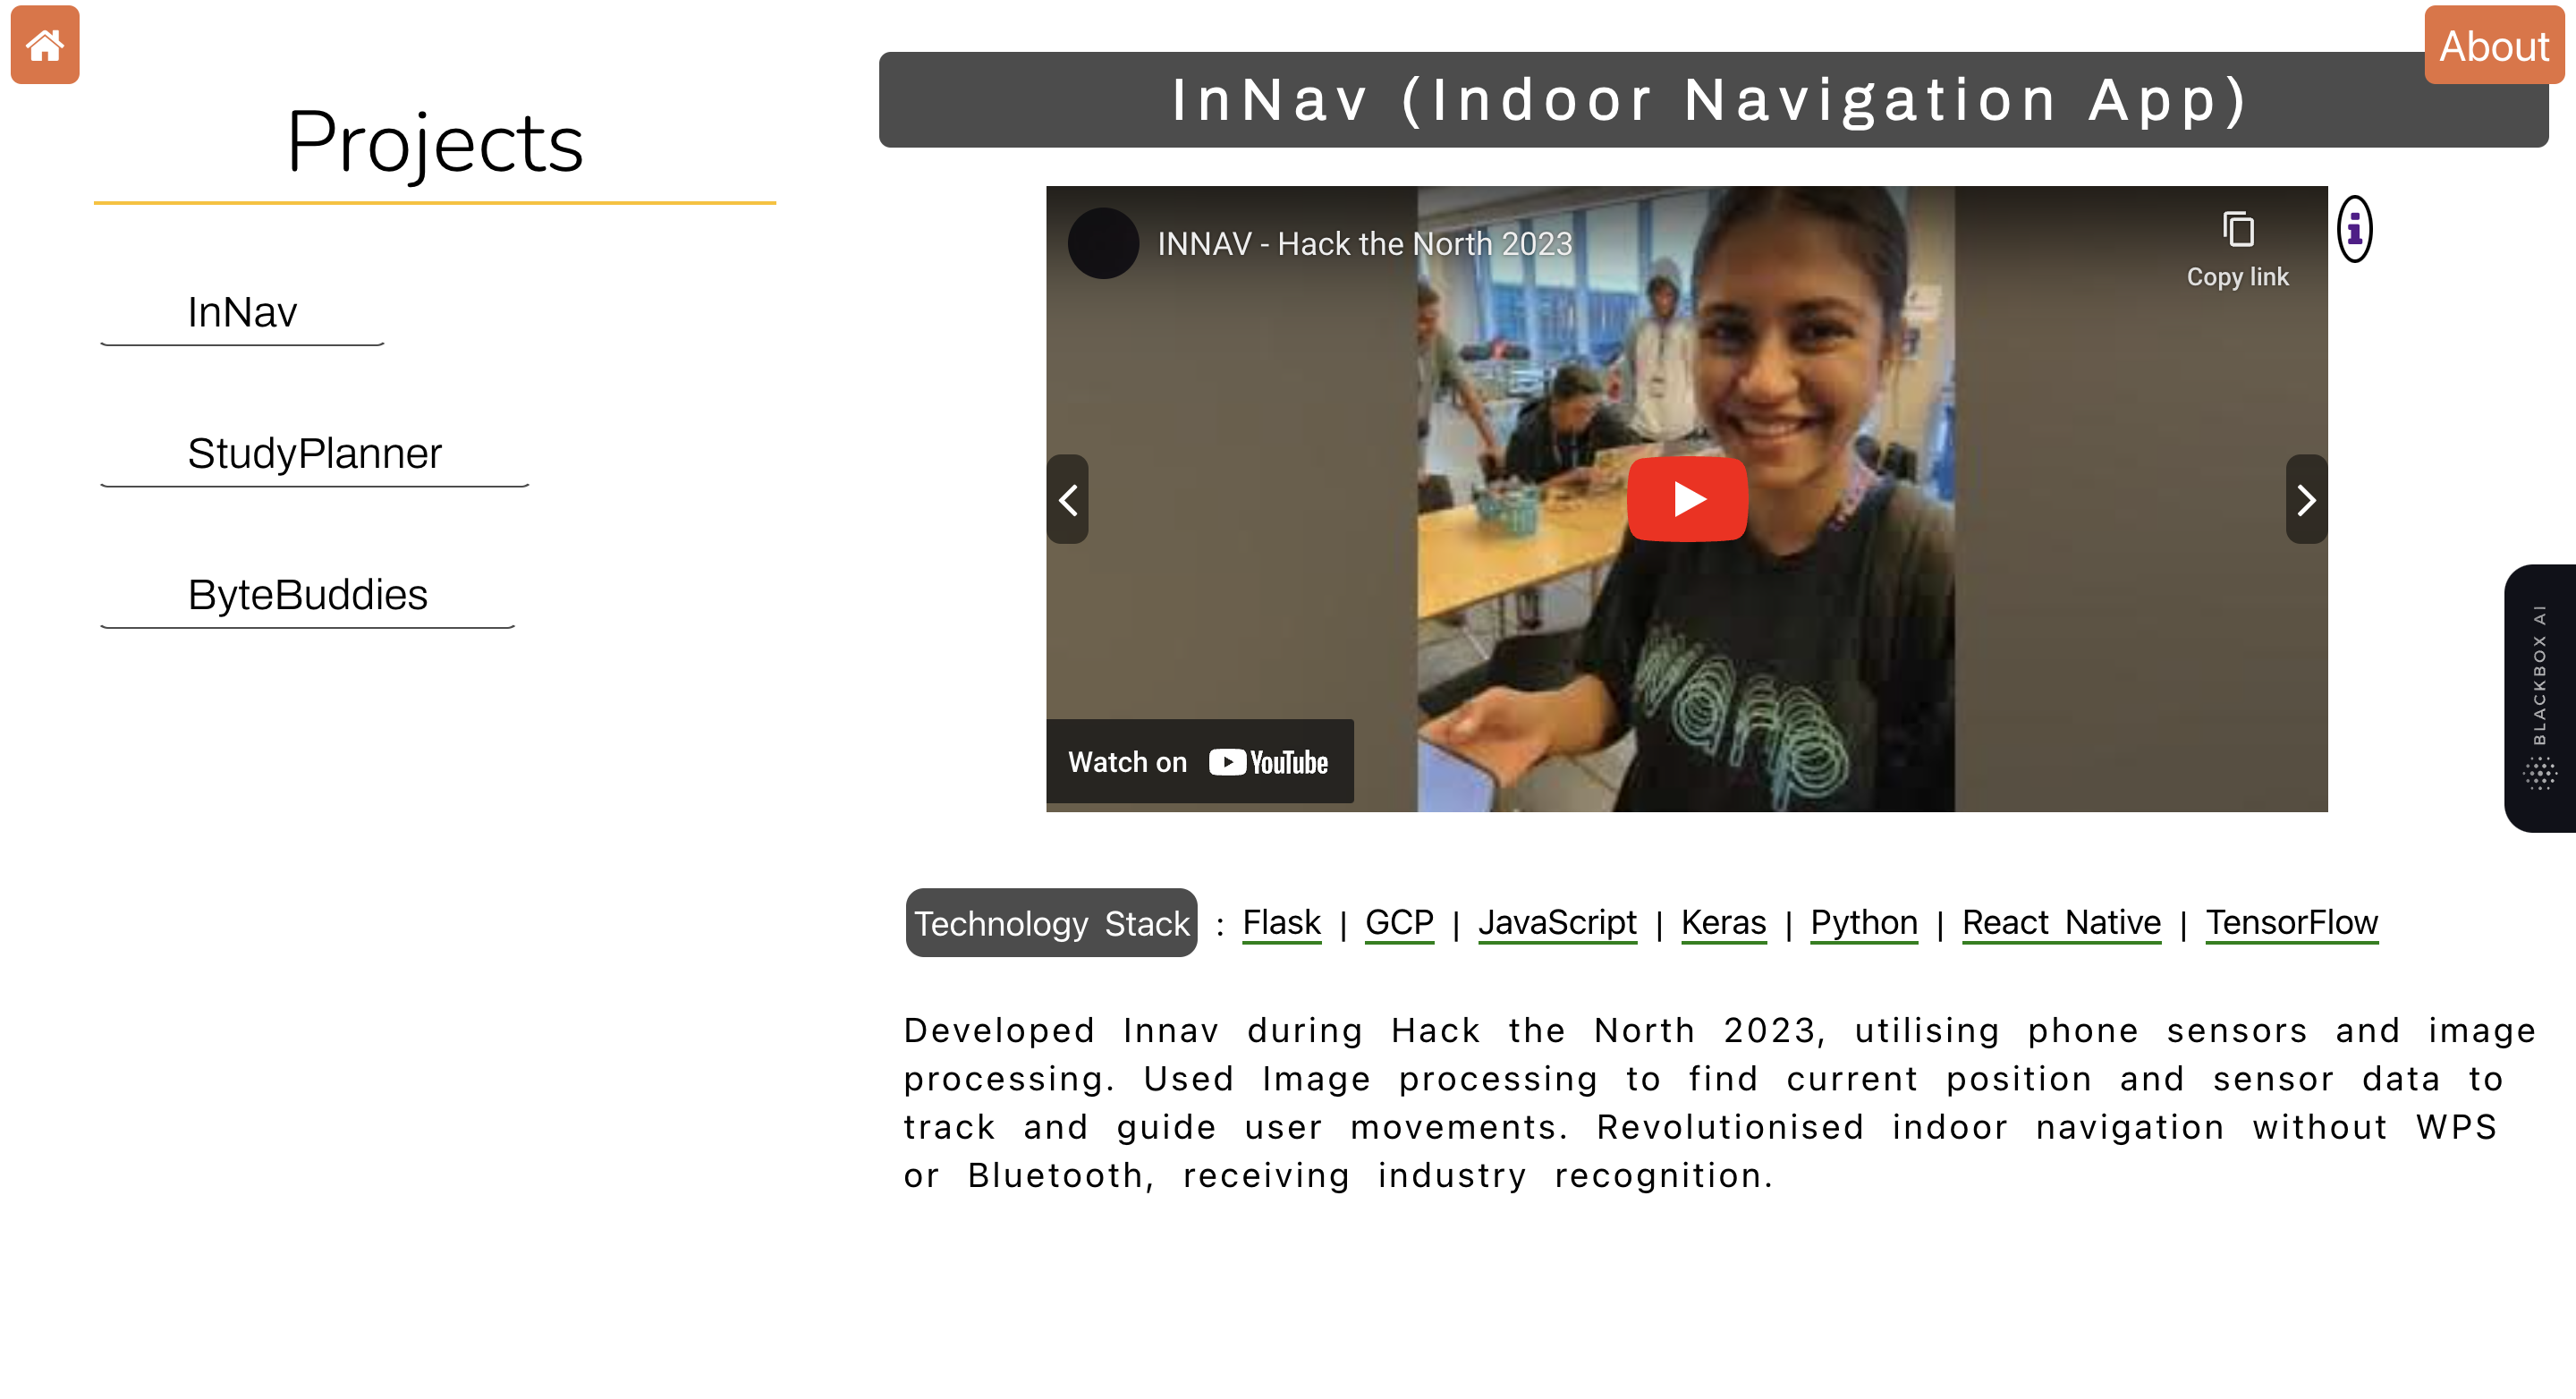 About
InNav (Indoor Navigation App)
Projects
InNav
StudyPlanner
ByteBuddies
INNAV - Hack the North 2023
Copy link
Watch on YouTube
BLACKBOX AI
Technology Stack : Flask | GCP | JavaScript | Keras | Python | React Native | TensorFlow
Developed Innav during Hack the North 2023, utilising phone sensors and image
processing. Used Image processing to find current position and sensor data to
track and guide user movements. Revolutionised indoor navigation without WPS
or Bluetooth, receiving industry recognition.